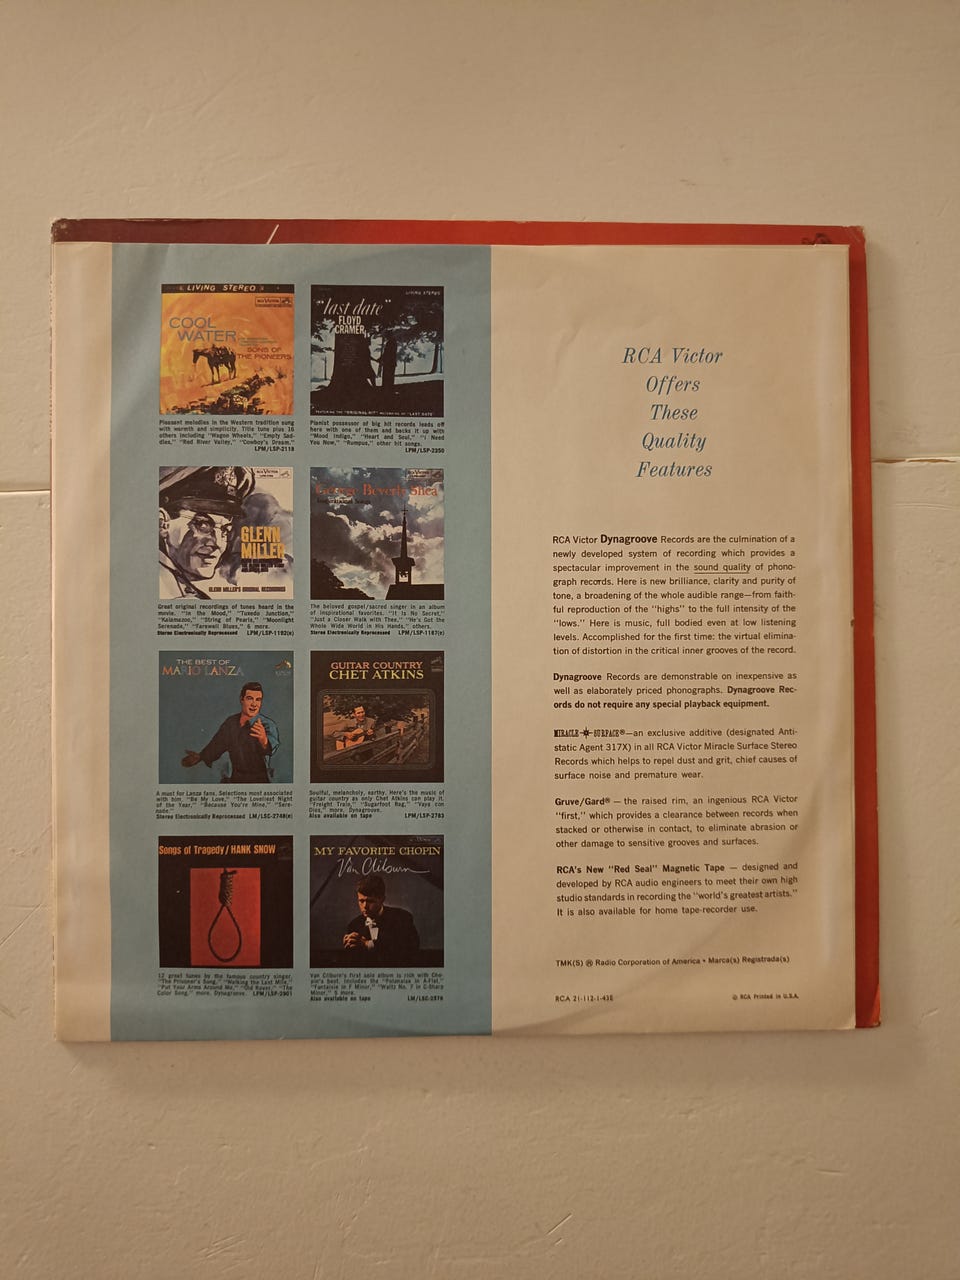 LIVING STEREO
COOL
WATER
SONS OF
THE PIONEERS
Pleasant melodies in the Western tradition sung
with warmth and simplicity. Title tune plus 15
others including "Wagon Wheels," "Empty Sad-
dles," "Red River Valley," "Cowboy's Dream."
LPM/LSP-2118
LIVING STEREO
"last date"
FLOYD
CRAMER
FEATURING THE "ORIGINAL HIT" RECORDING OF "LAST DATE"
Pianist possessor of big hit records leads off
here with one of them and backs it up with
"Mood Indigo," "Heart and Soul," "I Need
You Now," "Rumpus," other hit songs.
LPM/LSP-2350
GLENN
MILLER
GLENN MILLER'S ORIGINAL RECORDINGS
Great original recordings of tunes heard in the
movie. "In the Mood," "Tuxedo Junction,"
"Kalamazoo," "String of Pearls," "Moonlight
Serenade," "Farewell Blues," 6 more.
Stereo Electronically Reprocessed LPM/LSP-1192(e)
George Beverly Shea
The beloved gospel/sacred singer in an album
of inspirational favorites. "It Is No Secret,"
"Just a Closer Walk with Thee," "He's Got the
Whole Wide World in His Hands," others.
Stereo Electronically Reprocessed LPM/LSP-1187(e)
THE BEST OF
MARIO LANZA
A must for Lanza fans. Selections most associated
with him. "Be My Love," "The Loveliest Night
of the Year," "Because You're Mine," "Sere-
nade."
Stereo Electronically Reprocessed LM/LSC-2748(e)
GUITAR COUNTRY
CHET ATKINS
Soulful, melancholy, earthy. Here's the music of
guitar country as only Chet Atkins can play it.
"Freight Train," "Sugarfoot Rag," "Vaya con
Dios," more. Dynagroove.
Also available on tape LPM/LSP-2783
Songs of Tragedy/HANK SNOW
12 great tunes by the famous country singer.
"The Prisoner's Song," "Walking the Last Mile,"
"Put Your Arms Around Me," "Old Rover," "The
Color Song," more. Dynagroove. LPM/LSP-2901
MY FAVORITE CHOPIN
Van Cliburn
Van Cliburn's first solo album is rich with Cho-
pin's best. Includes the "Polonaise in A-Flat,"
"Fantaisie in F Minor," "Waltz No. 7 in C-Sharp
Minor," 5 more.
Also available on tape LM/LSC-2576
RCA Victor
Offers
These
Quality
Features
RCA Victor Dynagroove Records are the culmination of a
newly developed system of recording which provides a
spectacular improvement in the sound quality of phono-
graph records. Here is new brilliance, clarity and purity of
tone, a broadening of the whole audible range—from faith-
ful reproduction of the "highs" to the full intensity of the
"lows." Here is music, full bodied even at low listening
levels. Accomplished for the first time: the virtual elimina-
tion of distortion in the critical inner grooves of the record.
Dynagroove Records are demonstrable on inexpensive as
well as elaborately priced phonographs. Dynagroove Rec-
ords do not require any special playback equipment.
MIRACLE SURFACE®—an exclusive additive (designated Anti-
static Agent 317X) in all RCA Victor Miracle Surface Stereo
Records which helps to repel dust and grit, chief causes of
surface noise and premature wear.
Gruve/Gard® — the raised rim, an ingenious RCA Victor
"first," which provides a clearance between records when
stacked or otherwise in contact, to eliminate abrasion or
other damage to sensitive grooves and surfaces.
RCA's New "Red Seal" Magnetic Tape — designed and
developed by RCA audio engineers to meet their own high
studio standards in recording the "world's greatest artists."
It is also available for home tape-recorder use.
TMK(S) ® Radio Corporation of America • Marca(s) Registrada(s)
RCA 21-112-1-43E
© RCA Printed in U.S.A.